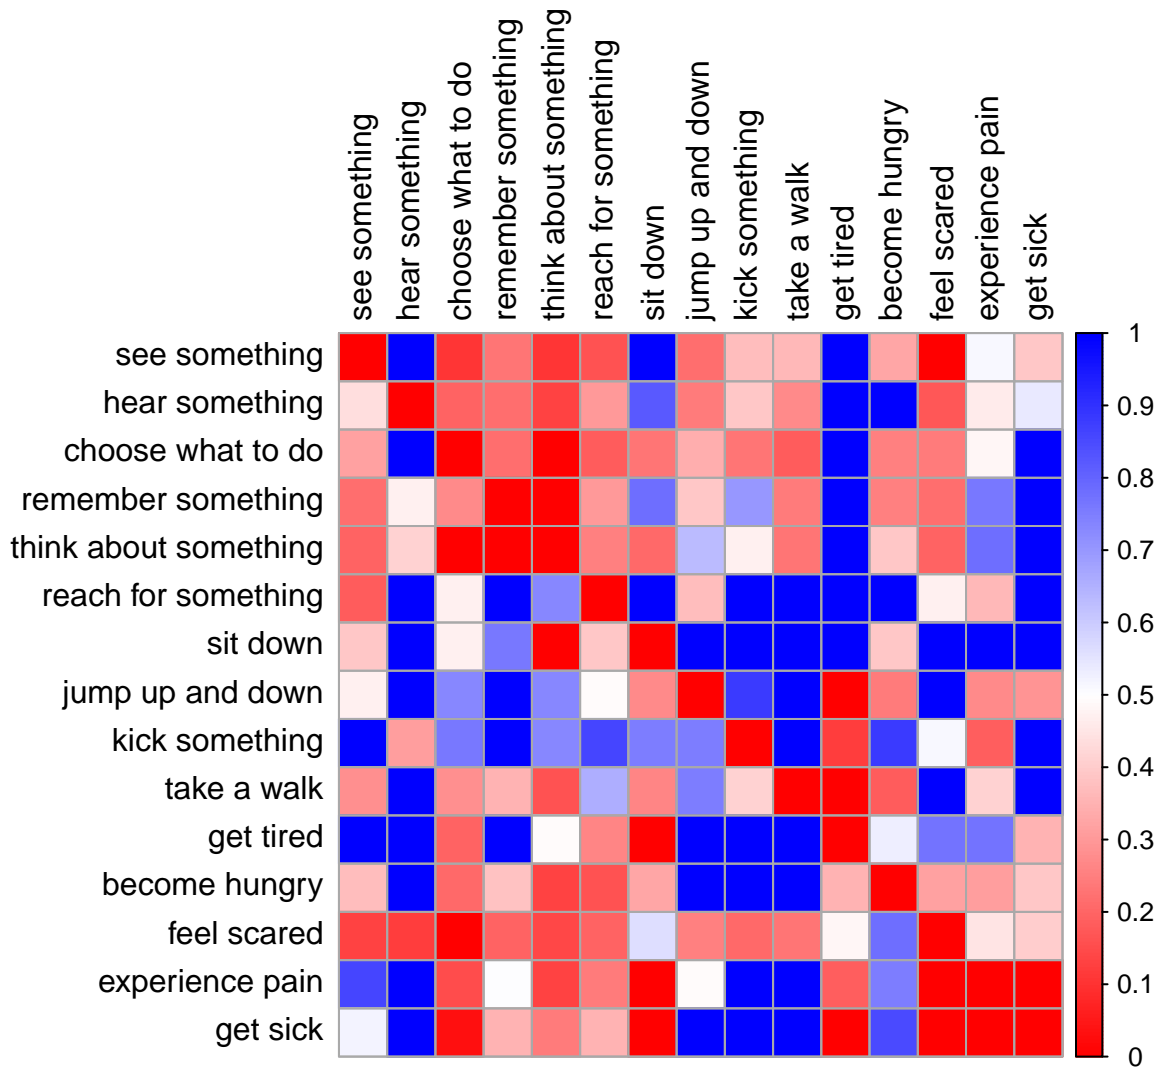 see something
hear something
choose what to do
remember something
think about something
reach for something
sit down
jump up and down
kick something
take a walk
get tired
become hungry
feel scared
experience pain
get sick
see something
hear something
choose what to do
remember something
think about something
reach for something
sit down
jump up and down
kick something
take a walk
get tired
become hungry
feel scared
experience pain
get sick
1
0.9
0.8
0.7
0.6
0.5
0.4
0.3
0.2
0.1
0